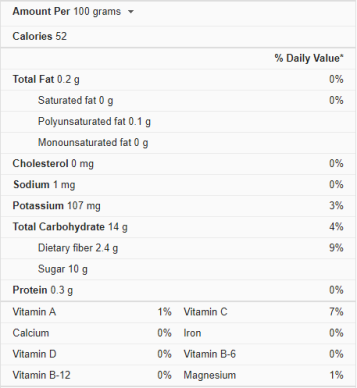 Amount Per 100 grams
Calories 52
% Daily Value*
Total Fat 0.2 g 0%
Saturated fat 0 g 0%
Polyunsaturated fat 0.1 g
Monounsaturated fat 0 g
Cholesterol 0 mg 0%
Sodium 1 mg 0%
Potassium 107 mg 3%
Total Carbohydrate 14 g 4%
Dietary fiber 2.4 g 9%
Sugar 10 g
Protein 0.3 g 0%
Vitamin A 1% Vitamin C 7%
Calcium 0% Iron 0%
Vitamin D 0% Vitamin B-6 0%
Vitamin B-12 0% Magnesium 1%